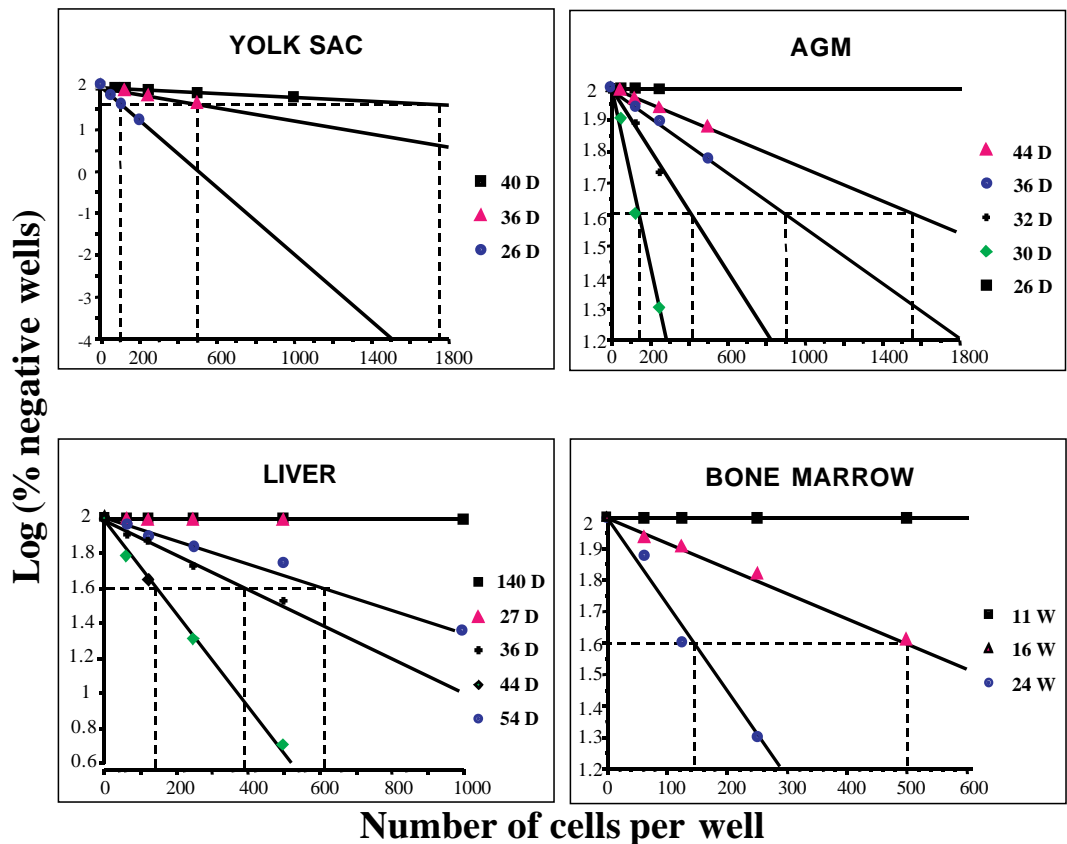 Log (% negative wells)
YOLK SAC
2
1
0
-1
-2
-3
-4
0 200 600 1000 1400 1800
40 D
36 D
26 D
AGM
2
1.9
1.8
1.7
1.6
1.5
1.4
1.3
1.2
0 200 600 1000 1400 1800
44 D
36 D
32 D
30 D
26 D
LIVER
2
1.8
1.6
1.4
1.2
1
0.8
0.6
0 200 400 600 800 1000
140 D
27 D
36 D
44 D
54 D
BONE MARROW
2
1.9
1.8
1.7
1.6
1.5
1.4
1.3
1.2
0 100 200 300 400 500 600
11 W
16 W
24 W
Number of cells per well